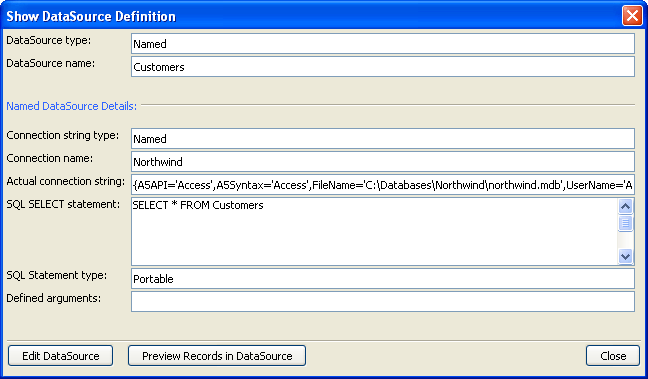 Show DataSource Definition
DataSource type: Named
DataSource name: Customers
Named DataSource Details:
Connection string type: Named
Connection name: Northwind
Actual connection string: {A5API='Access',A5Syntax='Access',FileName='C:\Databases\Northwind\northwind.mdb',UserName='A
SQL SELECT statement: SELECT * FROM Customers
SQL Statement type: Portable
Defined arguments:
Edit DataSource Preview Records in DataSource Close